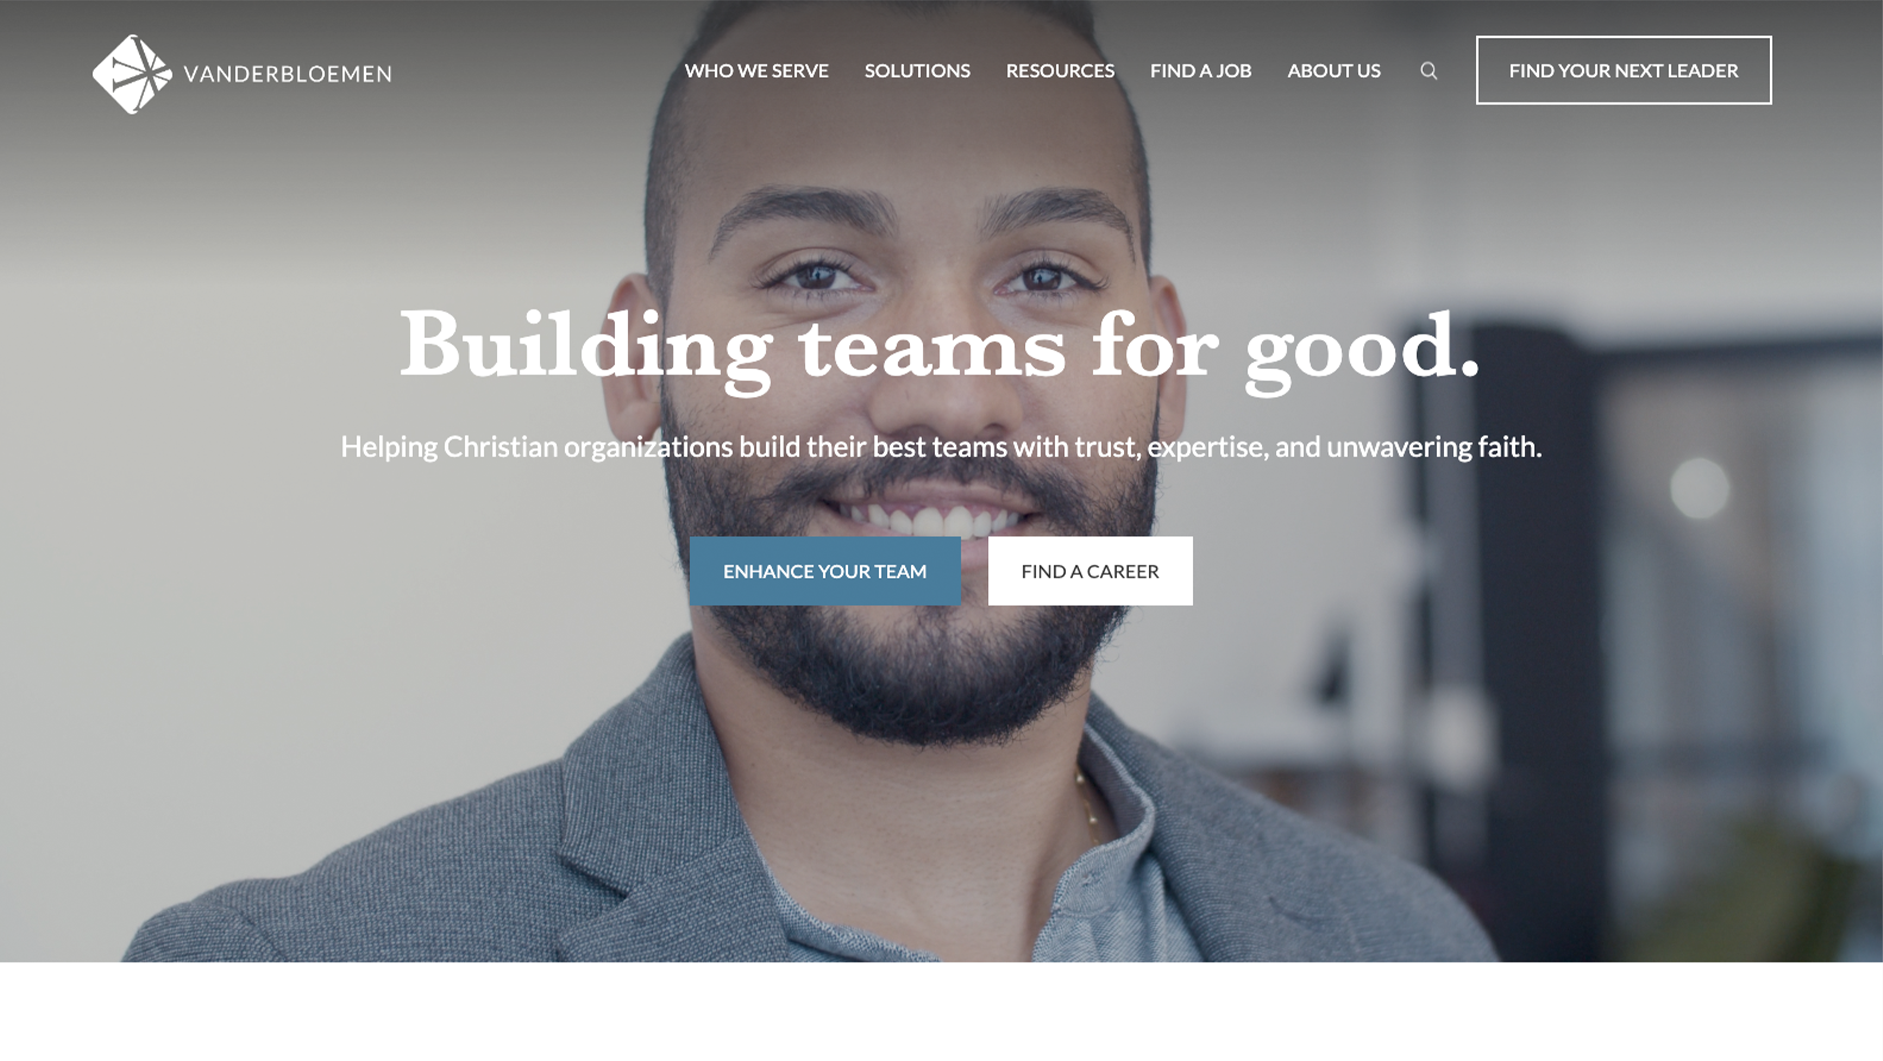 VANDERBLOEMEN
WHO WE SERVE
SOLUTIONS
RESOURCES
FIND A JOB
ABOUT US
FIND YOUR NEXT LEADER
Building teams for good.
Helping Christian organizations build their best teams with trust, expertise, and unwavering faith.
ENHANCE YOUR TEAM
FIND A CAREER